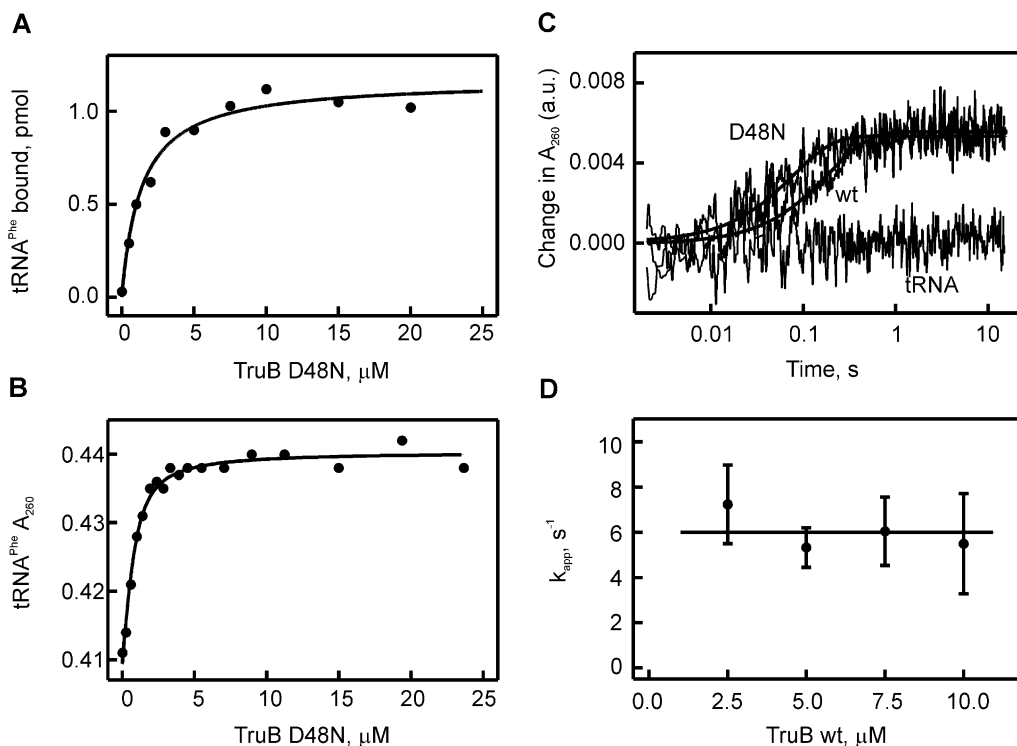 A
tRNA^Phe bound, pmol
1.0
0.5
0.0
0 5 10 15 20 25
TruB D48N, µM
B
tRNA^Phe A_260
0.44
0.43
0.42
0.41
0 5 10 15 20 25
TruB D48N, µM
C
Change in A_260 (a.u.)
0.008
0.004
0.000
D48N
wt
tRNA
0.01 0.1 1 10
Time, s
D
k_app, s^-1
10
8
6
4
2
0
0.0 2.5 5.0 7.5 10.0
TruB wt, µM